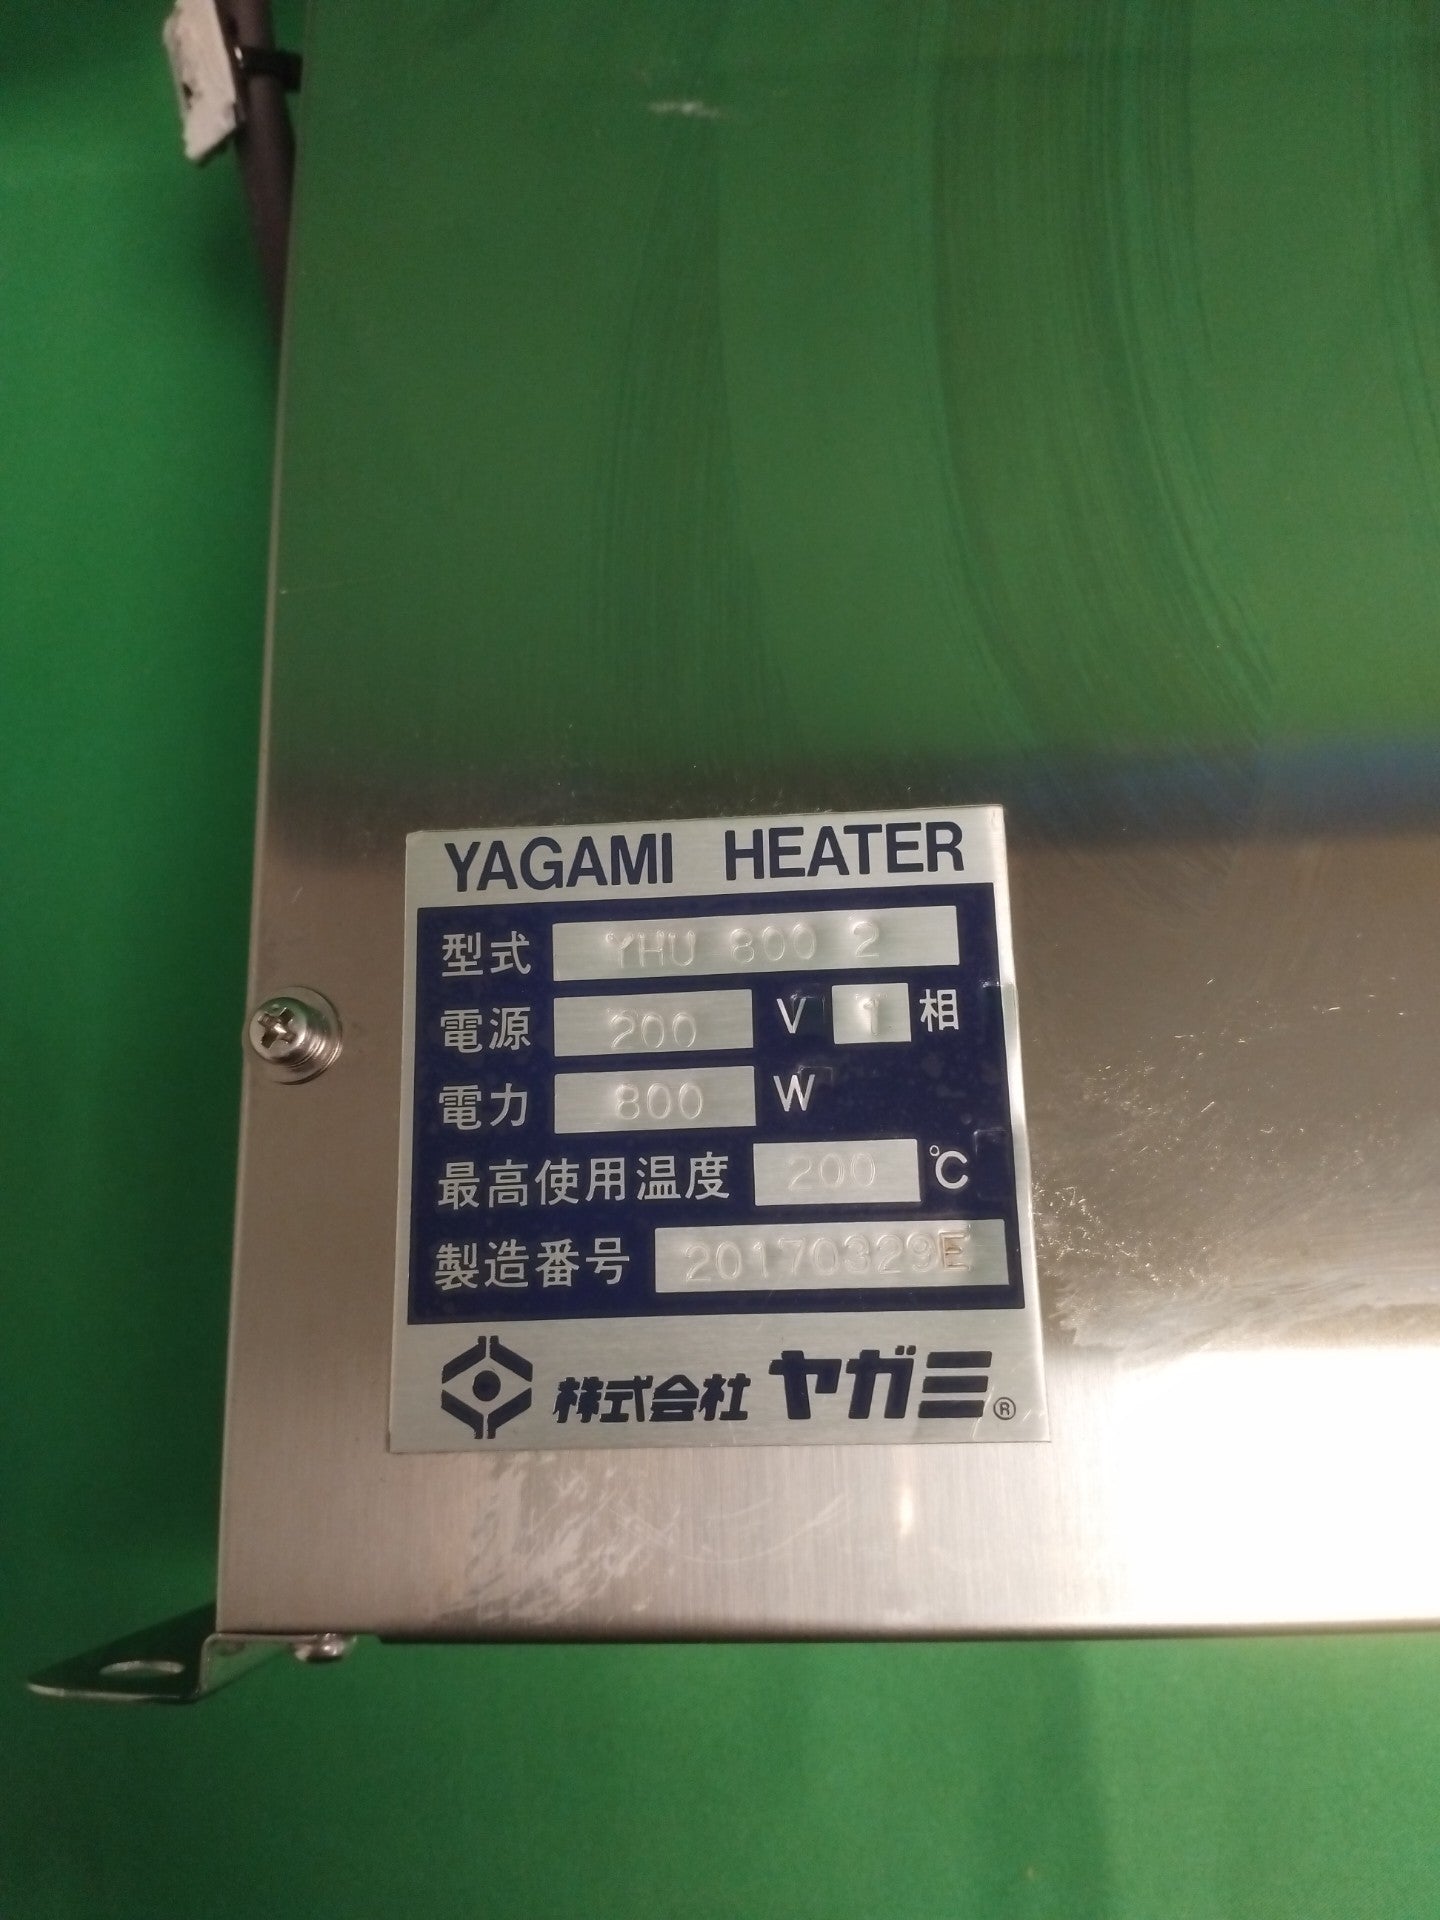 YAGAMI HEATER
型式 YHU 800 2
電源 200 V 1 相
電力 800 W
最高使用温度 200 ℃
製造番号 20170329E
株式会社 ヤガミ®